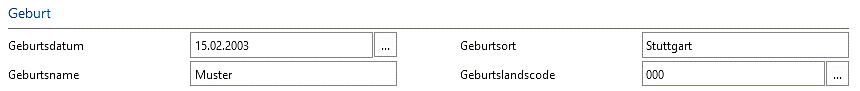 Geburt
Geburtsdatum 15.02.2003 ... Geburtsort Stuttgart
Geburtsname Muster Geburtslandscode 000 ...